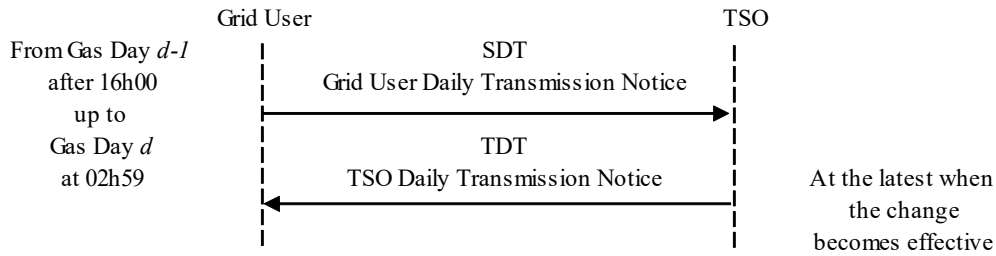 Grid User
TSO
From Gas Day d-1
after 16h00
up to
Gas Day d
at 02h59
SDT
Grid User Daily Transmission Notice
TDT
TSO Daily Transmission Notice
At the latest when
the change
becomes effective